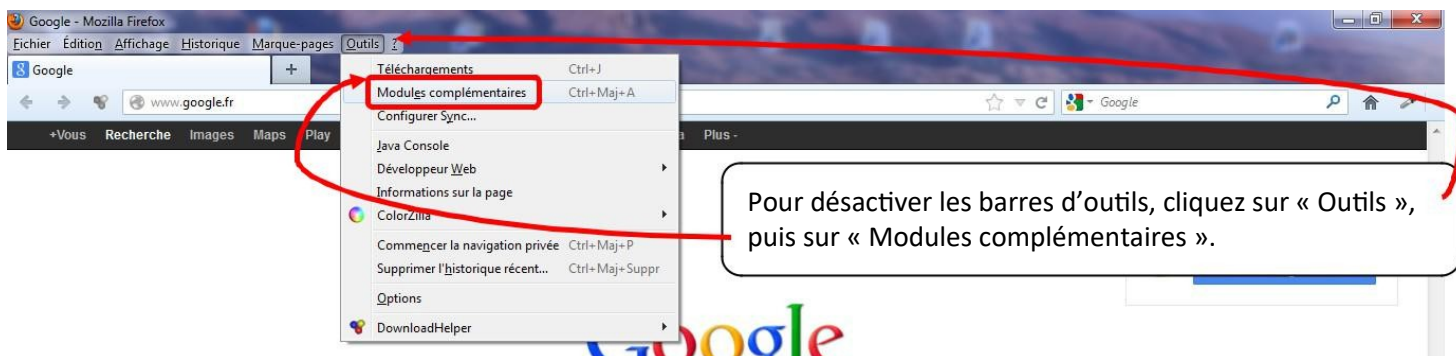 Google - Mozilla Firefox
Fichier Édition Affichage Historique Marque-pages Outils ?
Google +
Téléchargements Ctrl+J
Modules complémentaires Ctrl+Maj+A
www.google.fr
Google
Configurer Sync...
+Vous Recherche Images Maps Play
Plus -
Java Console
Développeur Web
Informations sur la page
ColorZilla
Pour désactiver les barres d’outils, cliquez sur « Outils »,
puis sur « Modules complémentaires ».
Commencer la navigation privée Ctrl+Maj+P
Supprimer l'historique récent... Ctrl+Maj+Suppr
Options
DownloadHelper
Google